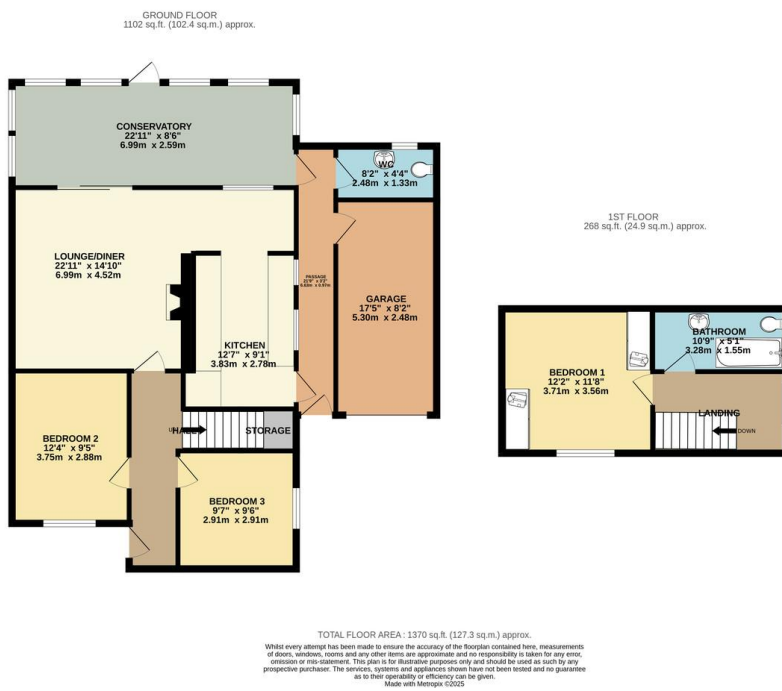 GROUND FLOOR
1102 sq.ft. (102.4 sq.m.) approx.
CONSERVATORY
22'11" x 8'6"
6.99m x 2.59m
WC
8'2" x 4'4"
2.48m x 1.33m
LOUNGE/DINER
22'11" x 14'10"
6.99m x 4.52m
PASSAGE
GARAGE
17'5" x 8'2"
5.30m x 2.48m
KITCHEN
12'7" x 9'1"
3.83m x 2.78m
BEDROOM 2
12'4" x 9'5"
3.75m x 2.88m
HALL
STORAGE
BEDROOM 3
9'7" x 9'6"
2.91m x 2.91m
1ST FLOOR
268 sq.ft. (24.9 sq.m.) approx.
BATHROOM
10'9" x 5'1"
3.28m x 1.55m
BEDROOM 1
12'2" x 11'8"
3.71m x 3.56m
LANDING
DOWN
TOTAL FLOOR AREA : 1370 sq.ft. (127.3 sq.m.) approx.
Whilst every attempt has been made to ensure the accuracy of the floorplan contained here, measurements
of doors, windows, rooms and any other items are approximate and no responsibility is taken for any error,
omission or mis-statement. This plan is for illustrative purposes only and should be used as such by any
prospective purchaser. The services, systems and appliances shown have not been tested and no guarantee
as to their operability or efficiency can be given.
Made with Metropix ©2025